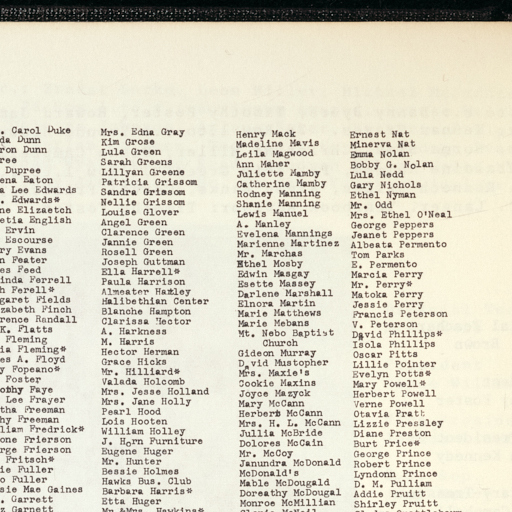 . Carol Duke
da Dunn
ron Dunn
ree
Dupree
ena Eaton
a Lee Edwards
. Edwards*
ne Elizaetch
etia English
Ervin
Escourse
ry Evans
n Feater
es Feed
inda Ferrell
h Ferell*
garet Fields
zabeth Finch
rence Randall
K. Flatts
Fleming
ia Fleming*
es A. Floyd
y Fopeano*
Foster
othy Faye
Lee Frayer
tha Freeman
hy Freeman
liam Fredrick*
one Frierson
rge Frierson
Fritsch*
ie Fuller
o Fuller
sie Mae Gaines
. Garrett
z Garnett
Mrs. Edna Gray
Kim Grose
Lula Green
Sarah Greens
Lillyan Greene
Patricia Grissom
Sandra Grissom
Nellie Grissom
Louise Glover
Angel Green
Clarence Green
Jannie Green
Rosell Green
Joseph Guttman
Ella Harrell*
Paula Harrison
Almeater Hamley
Halibethian Center
Blanche Hampton
Clarissa Hector
A. Harkness
M. Harris
Hector Herman
Grace Hicks
Mr. Hilliard*
Valada Holcomb
Mrs. Jesse Holland
Mrs. Jane Holly
Pearl Hood
Lois Hooten
William Holley
J. Horn Furniture
Eugene Huger
Mr. Hunter
Bessie Holmes
Hawks Bus. Club
Barbara Harris*
Etta Huger
Mr.&Mrs. Hawkins*
Henry Mack
Madeline Mavis
Leila Magwood
Ann Maher
Juliette Mamby
Catherine Mamby
Rodney Manning
Shanie Manning
Lewis Manuel
A. Manley
Evelena Mannings
Marienne Martinez
Mr. Marchas
Ethel Mosby
Edwin Masgay
Esette Massey
Darlene Marshall
Elnora Martin
Marie Matthews
Marie Mebans
Mt. Nebo Baptist
Church
Gideon Murray
David Mustopher
Mrs. Maxie's
Cookie Maxins
Joyce Mazyck
Mary McCann
Herbert McCann
Mrs. H. L. McCann
Jullia McBride
Dolores McCain
Mr. McCoy
Janundra McDonald
McDonald's
Mable McDougald
Doreathy McDougal
Monroe McMillian
Ernest Nat
Minerva Nat
Emma Nolan
Bobby G. Nolan
Lula Nedd
Gary Nichols
Ethel Nyman
Mr. Odd
Mrs. Ethel O'Neal
George Peppers
Jeanet Peppers
Albeata Permento
Tom Parks
E. Permento
Marcia Perry
Mr. Perry*
Matoka Perry
Jessie Perry
Francis Peterson
V. Peterson
David Phillips*
Isola Phillips
Oscar Pitts
Lillie Pointer
Evelyn Potts*
Mary Powell*
Herbert Powell
Verne Powell
Otavia Pratt
Lizzie Pressley
Diane Preston
Burt Price*
George Prince
Robert Prince
Lyndonn Prince
D. M. Pulliam
Addie Pruitt
Shirley Pruitt